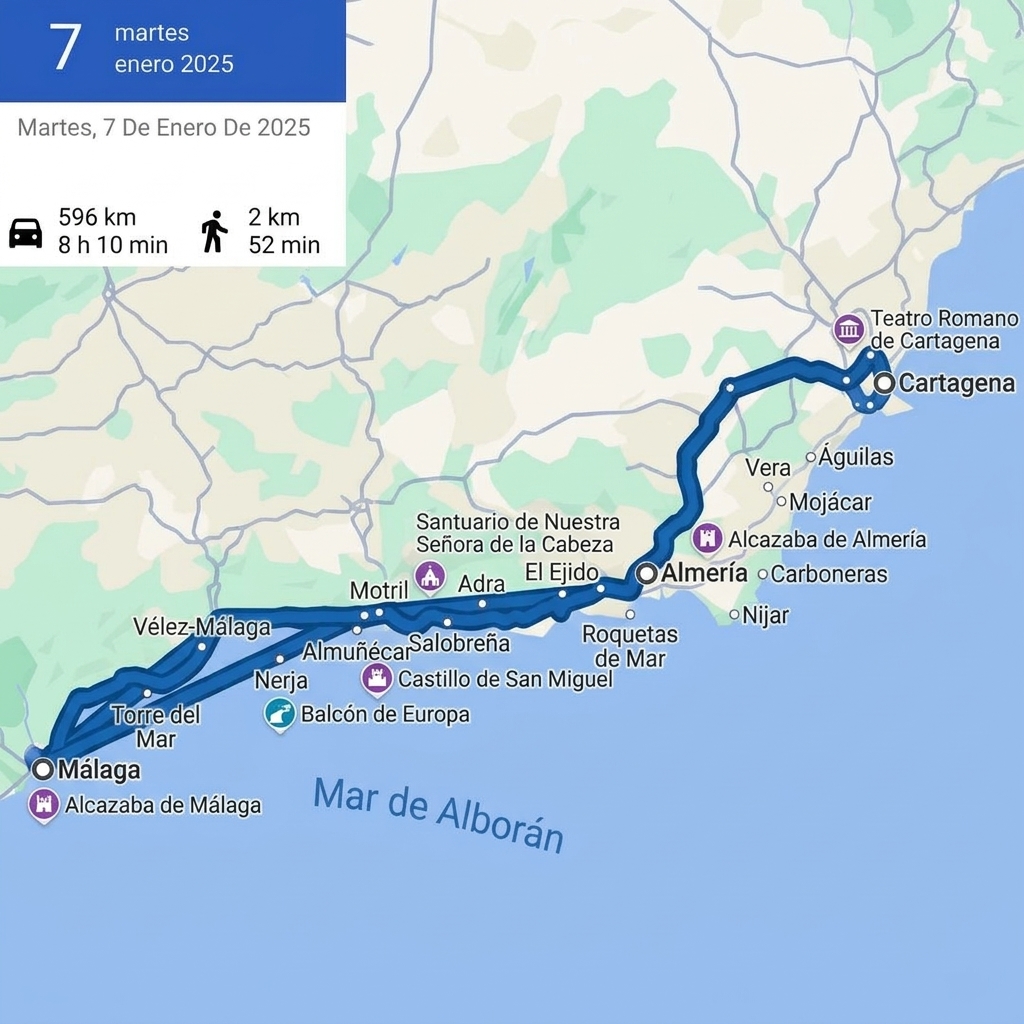 7
martes
enero 2025
Martes, 7 De Enero De 2025
596 km
8 h 10 min
2 km
52 min
Teatro Romano
de Cartagena
Cartagena
Águilas
Vera
Mojácar
Santuario de Nuestra
Señora de la Cabeza
Alcazaba de Almería
El Ejido
Almería
Carboneras
Motril
Adra
Nijar
Vélez-Málaga
Almuñécar
Salobreña
Roquetas
de Mar
Nerja
Castillo de San Miguel
Torre del
Mar
Balcón de Europa
Málaga
Alcazaba de Málaga
Mar de Alborán